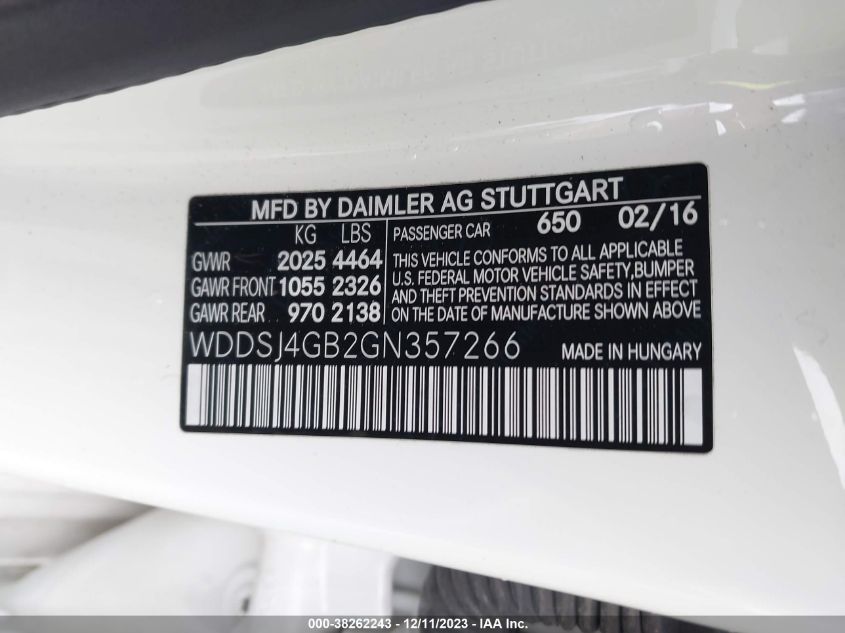 MFD BY DAIMLER AG STUTTGART
KG LBS
GVWR 2025 4464
GAWR FRONT 1055 2326
GAWR REAR 970 2138
PASSENGER CAR 650 02/16
THIS VEHICLE CONFORMS TO ALL APPLICABLE
U.S. FEDERAL MOTOR VEHICLE SAFETY,BUMPER
AND THEFT PREVENTION STANDARDS IN EFFECT
ON THE DATE OF MANUFACTURE SHOWN ABOVE
WDDSJ4GB2GN357266 MADE IN HUNGARY
000-38262243 - 12/11/2023 - IAA Inc.